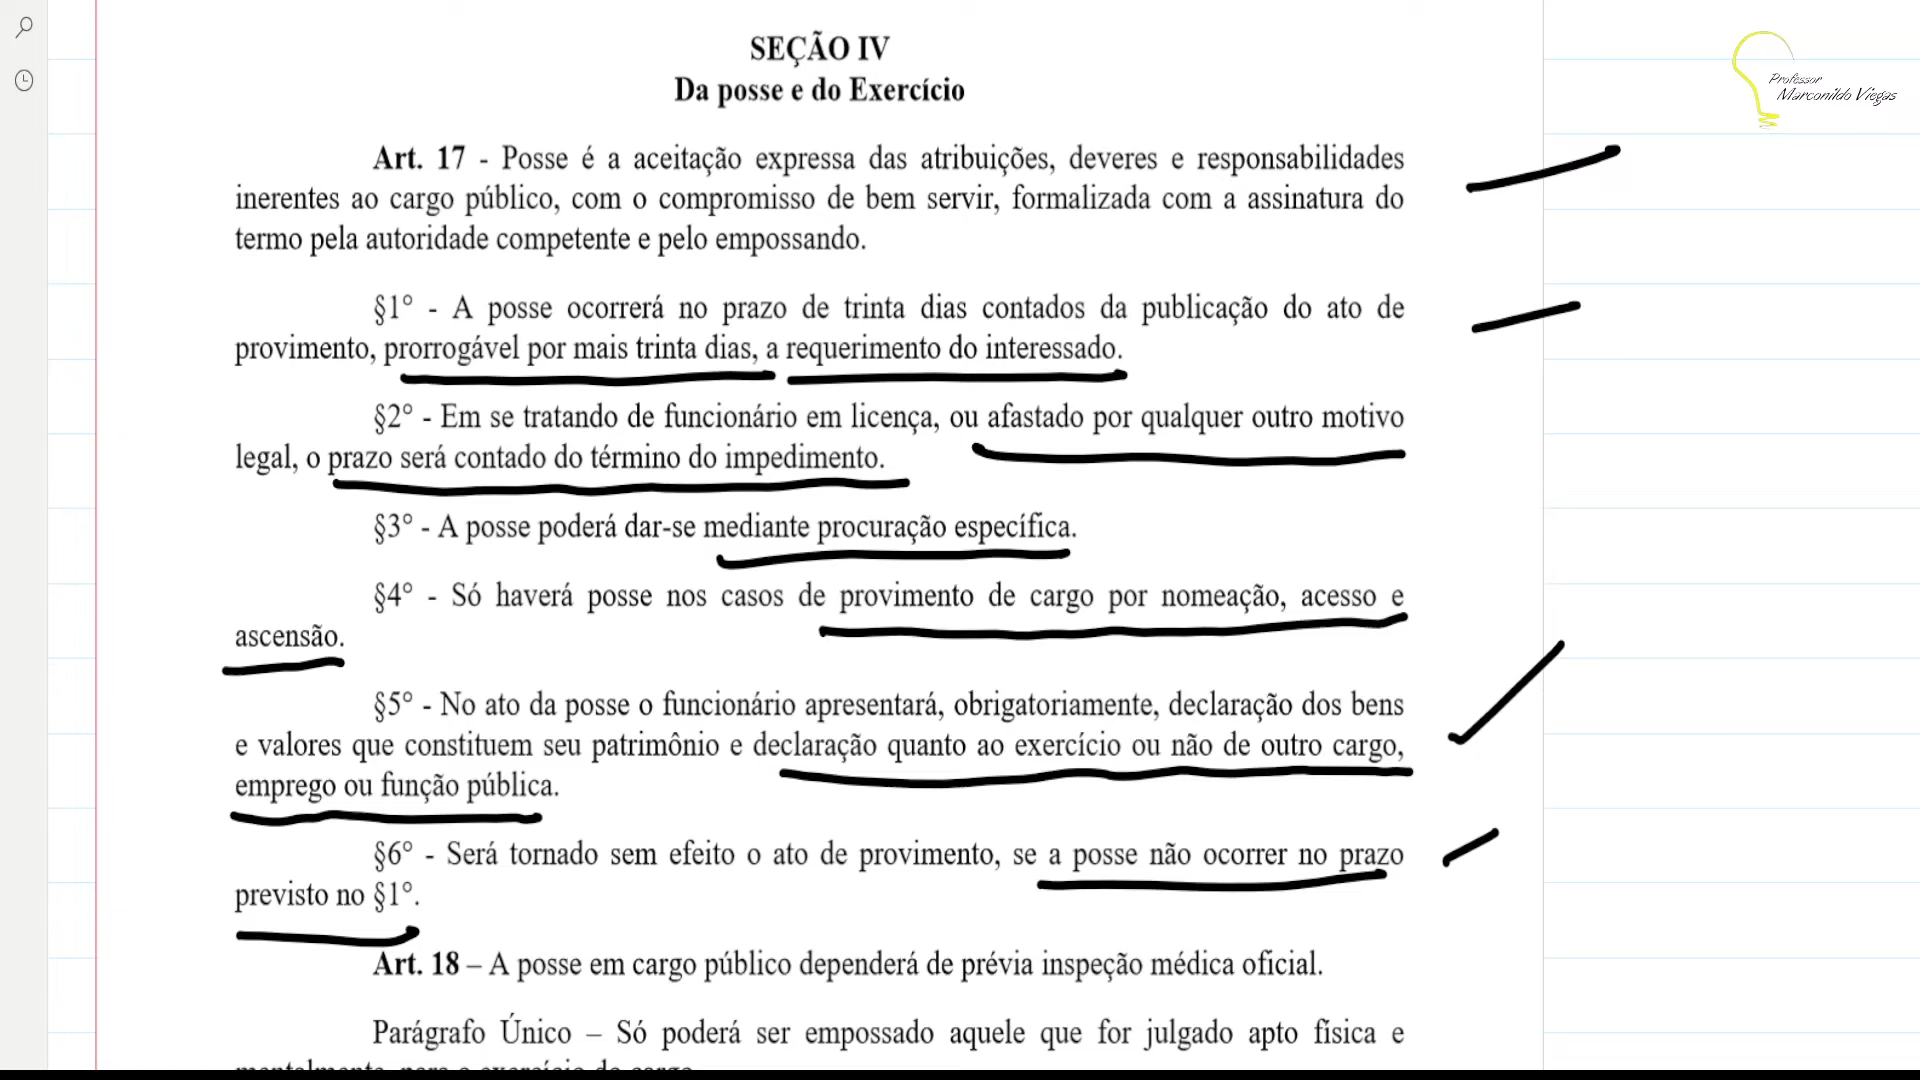 SEÇÃO IV
Da posse e do Exercício
Professor
Marconildo Viegas
Art. 17 - Posse é a aceitação expressa das atribuições, deveres e responsabilidades
inerentes ao cargo público, com o compromisso de bem servir, formalizada com a assinatura do
termo pela autoridade competente e pelo empossando.
§1° - A posse ocorrerá no prazo de trinta dias contados da publicação do ato de
provimento, prorrogável por mais trinta dias, a requerimento do interessado.
§2° - Em se tratando de funcionário em licença, ou afastado por qualquer outro motivo
legal, o prazo será contado do término do impedimento.
§3° - A posse poderá dar-se mediante procuração específica.
§4° - Só haverá posse nos casos de provimento de cargo por nomeação, acesso e
ascensão.
§5° - No ato da posse o funcionário apresentará, obrigatoriamente, declaração dos bens
e valores que constituem seu patrimônio e declaração quanto ao exercício ou não de outro cargo,
emprego ou função pública.
§6° - Será tornado sem efeito o ato de provimento, se a posse não ocorrer no prazo
previsto no §1°.
Art. 18 – A posse em cargo público dependerá de prévia inspeção médica oficial.
Parágrafo Único – Só poderá ser empossado aquele que for julgado apto física e
mentalmente, para o exercício do cargo.